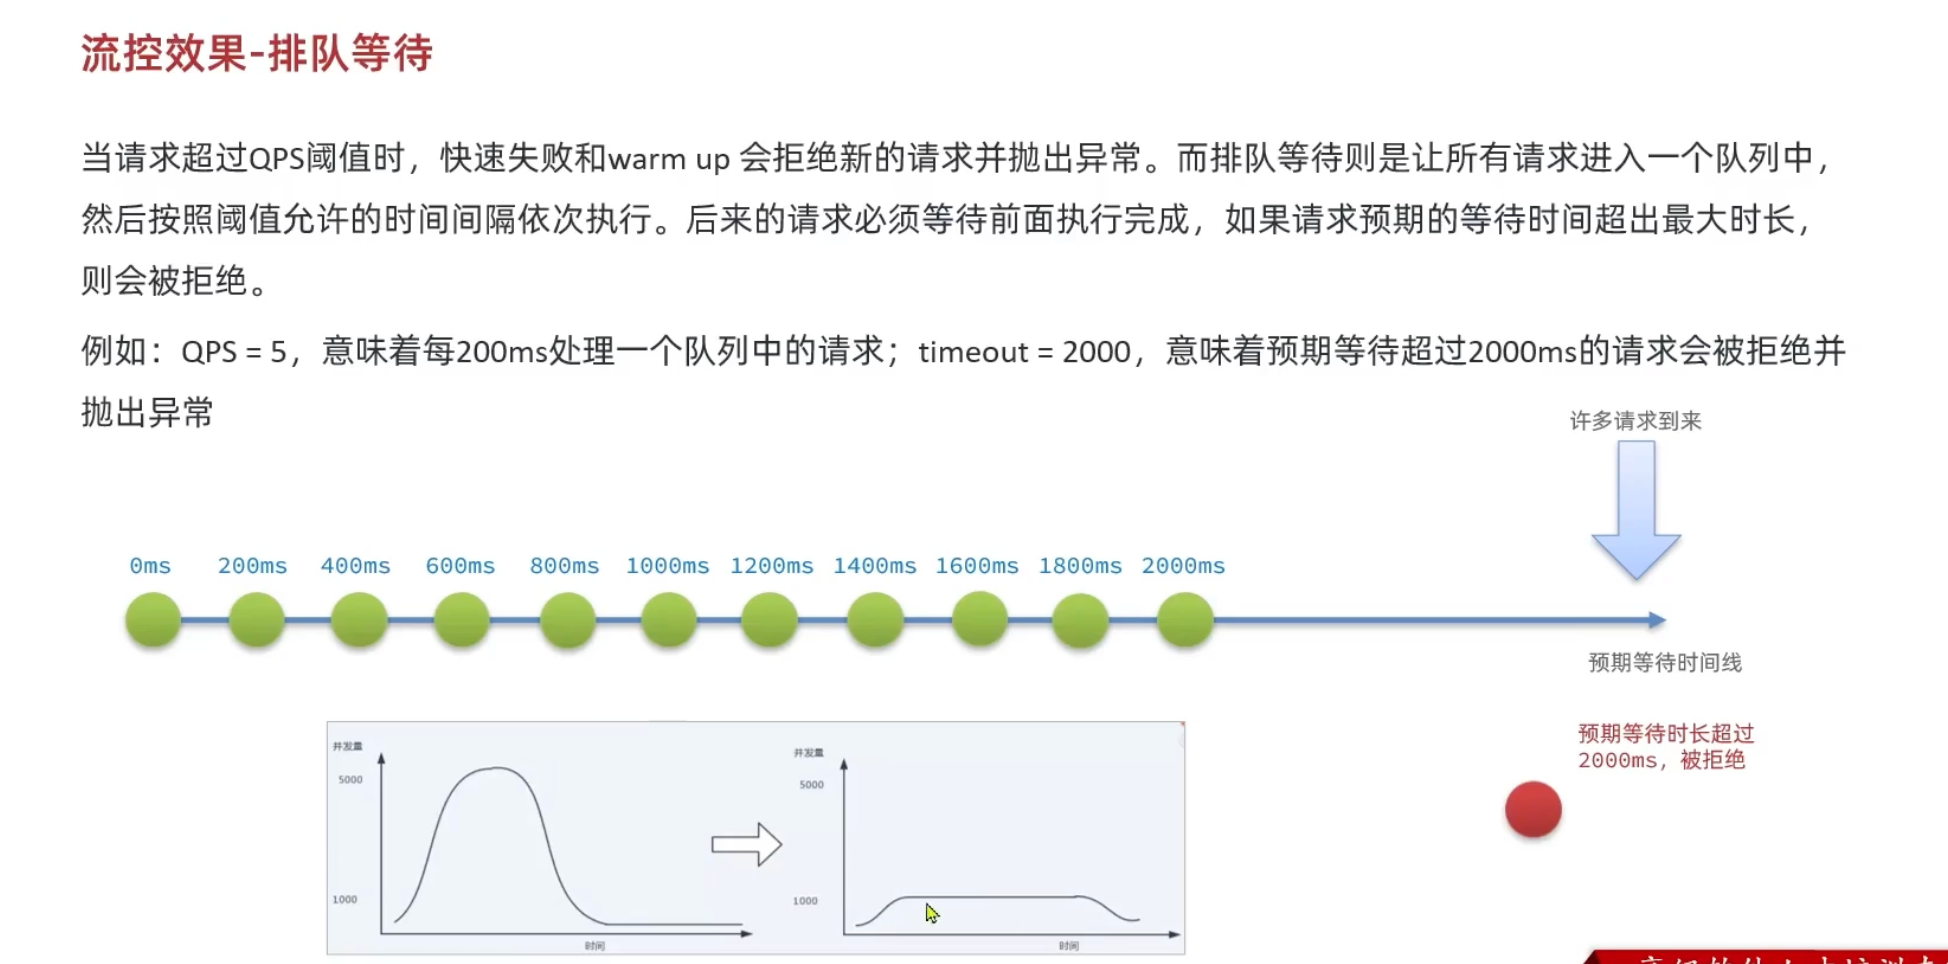 流控效果-排队等待
当请求超过QPS阈值时，快速失败和warm up 会拒绝新的请求并抛出异常。而排队等待则是让所有请求进入一个队列中，
然后按照阈值允许的时间间隔依次执行。后来的请求必须等待前面执行完成，如果请求预期的等待时间超出最大时长，
则会被拒绝。
例如：QPS = 5，意味着每200ms处理一个队列中的请求；timeout = 2000，意味着预期等待超过2000ms的请求会被拒绝并
抛出异常
许多请求到来
0ms 200ms 400ms 600ms 800ms 1000ms 1200ms 1400ms 1600ms 1800ms 2000ms
预期等待时间线
预期等待时长超过
2000ms，被拒绝
并发量
5000
1000
时间
并发量
5000
1000
时间